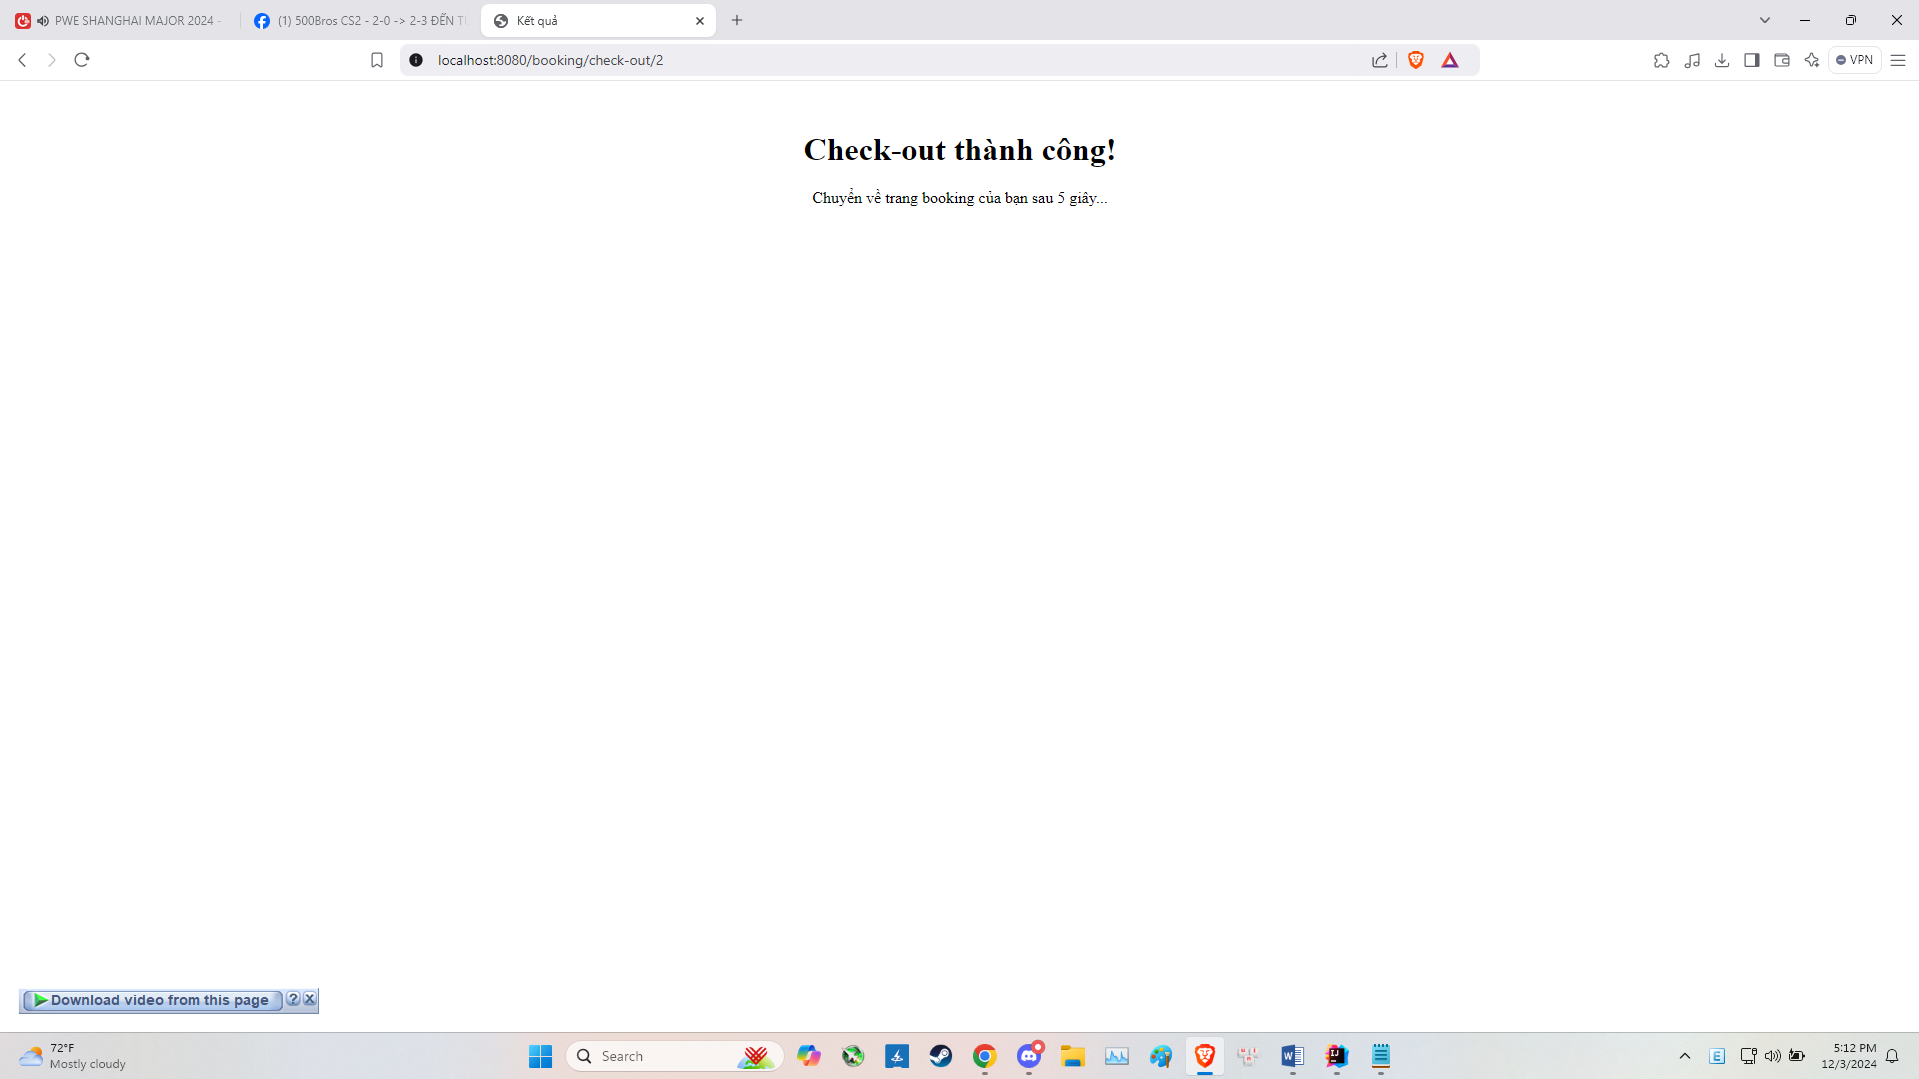 PWE SHANGHAI MAJOR 2024 -
(1) 500Bros CS2 - 2-0 -> 2-3 ĐẾN TỪ
Kết quả
localhost:8080/booking/check-out/2
VPN
Check-out thành công!
Chuyển về trang booking của bạn sau 5 giây...
Download video from this page
72°F
Mostly cloudy
Search
5:12 PM
12/3/2024